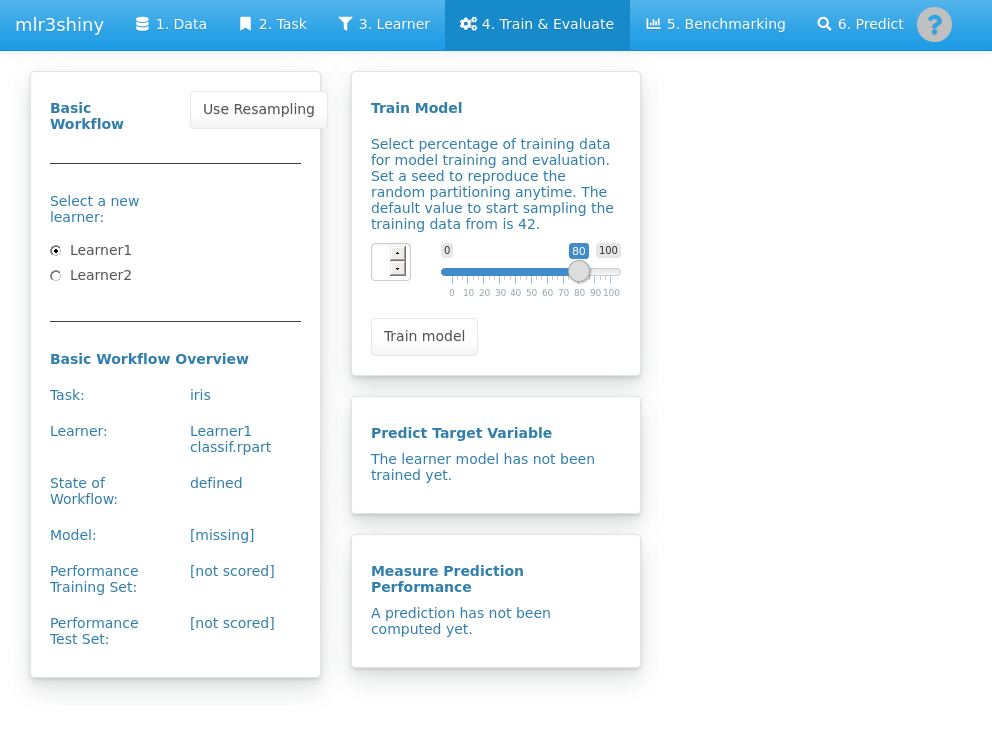 mlr3shiny
1. Data
2. Task
3. Learner
4. Train & Evaluate
5. Benchmarking
6. Predict
?
Basic
Workflow
Use Resampling
Select a new
learner:
Learner1
Learner2
Basic Workflow Overview
Task: iris
Learner: Learner1
classif.rpart
State of defined
Workflow:
Model: [missing]
Performance [not scored]
Training Set:
Performance [not scored]
Test Set:
Train Model
Select percentage of training data
for model training and evaluation.
Set a seed to reproduce the
random partitioning anytime. The
default value to start sampling the
training data from is 42.
0 80 100
0 10 20 30 40 50 60 70 80 90 100
Train model
Predict Target Variable
The learner model has not been
trained yet.
Measure Prediction
Performance
A prediction has not been
computed yet.